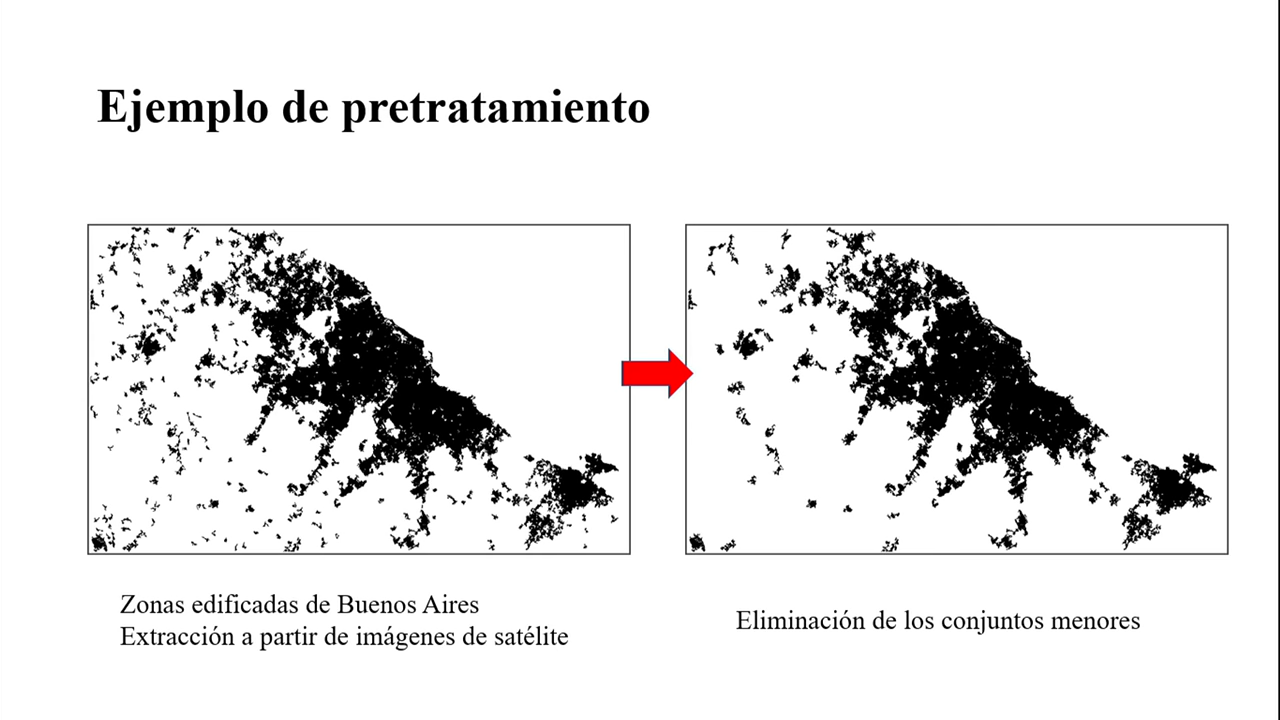 Ejemplo de pretratamiento
Zonas edificadas de Buenos Aires
Extracción a partir de imágenes de satélite
Eliminación de los conjuntos menores